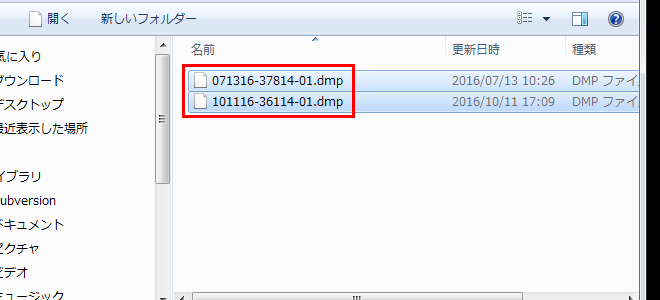 開く 新しいフォルダー
名前 更新日時 種類
071316-37814-01.dmp 2016/07/13 10:26 DMP ファイ
101116-36114-01.dmp 2016/10/11 17:09 DMP ファイ
気に入り
ダウンロード
デスクトップ
最近表示した場所
イブラリ
ubversion
ドキュメント
ピクチャ
ビデオ
ミュージック